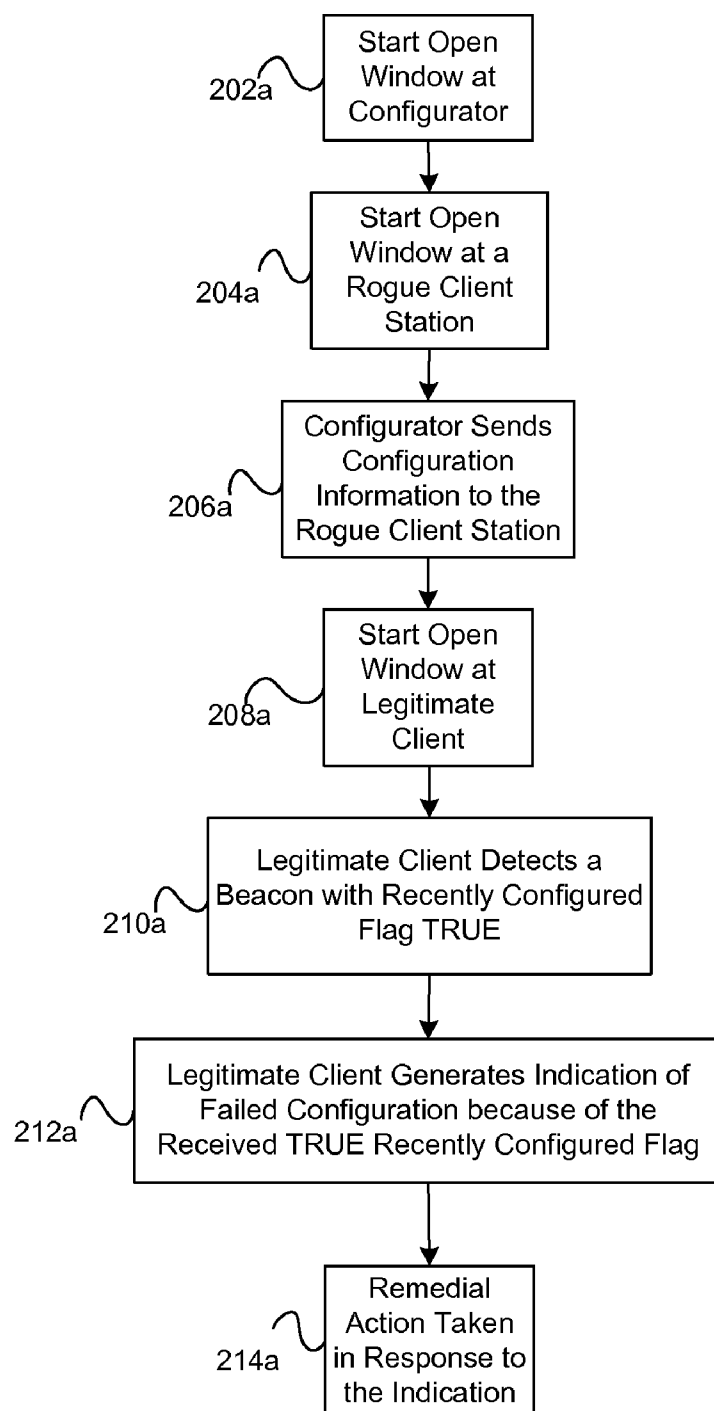 Start Open
Window at
Configurator
202a
Start Open
Window at a
Rogue Client
Station
204a
Configurator Sends
Configuration
Information to the
Rogue Client Station
206a
Start Open
Window at
Legitimate
Client
208a
Legitimate Client Detects a
Beacon with Recently Configured
Flag TRUE
210a
Legitimate Client Generates Indication of
Failed Configuration because of the
Received TRUE Recently Configured Flag
212a
Remedial
Action Taken
in Response to
the Indication
214a